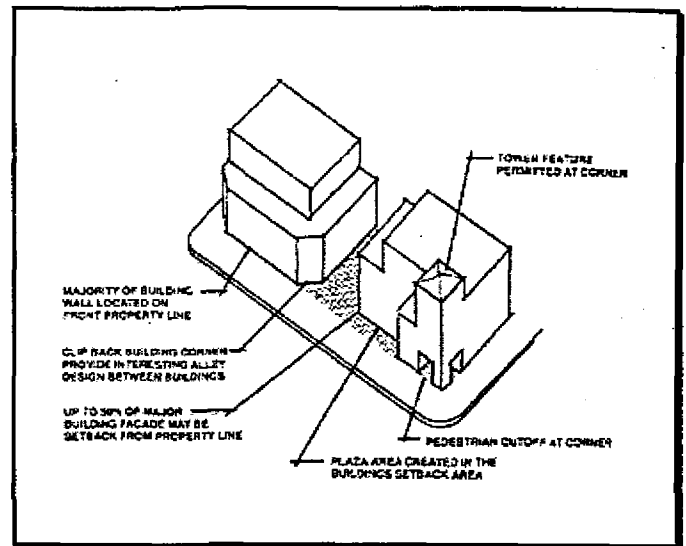 TOWER FEATURE
PERMITTED AT CORNER
MAJORITY OF BUILDING
WALL LOCATED ON
FRONT PROPERTY LINE
CLIP BACK BUILDING CORNER
PROVIDE INTERESTING ALLEY
DESIGN BETWEEN BUILDINGS
UP TO 50% OF MAJOR
BUILDING FACADE MAY BE
SETBACK FROM PROPERTY LINE
PEDESTRIAN CUTOFF AT CORNER
PLAZA AREA CREATED IN THE
BUILDINGS SETBACK AREA